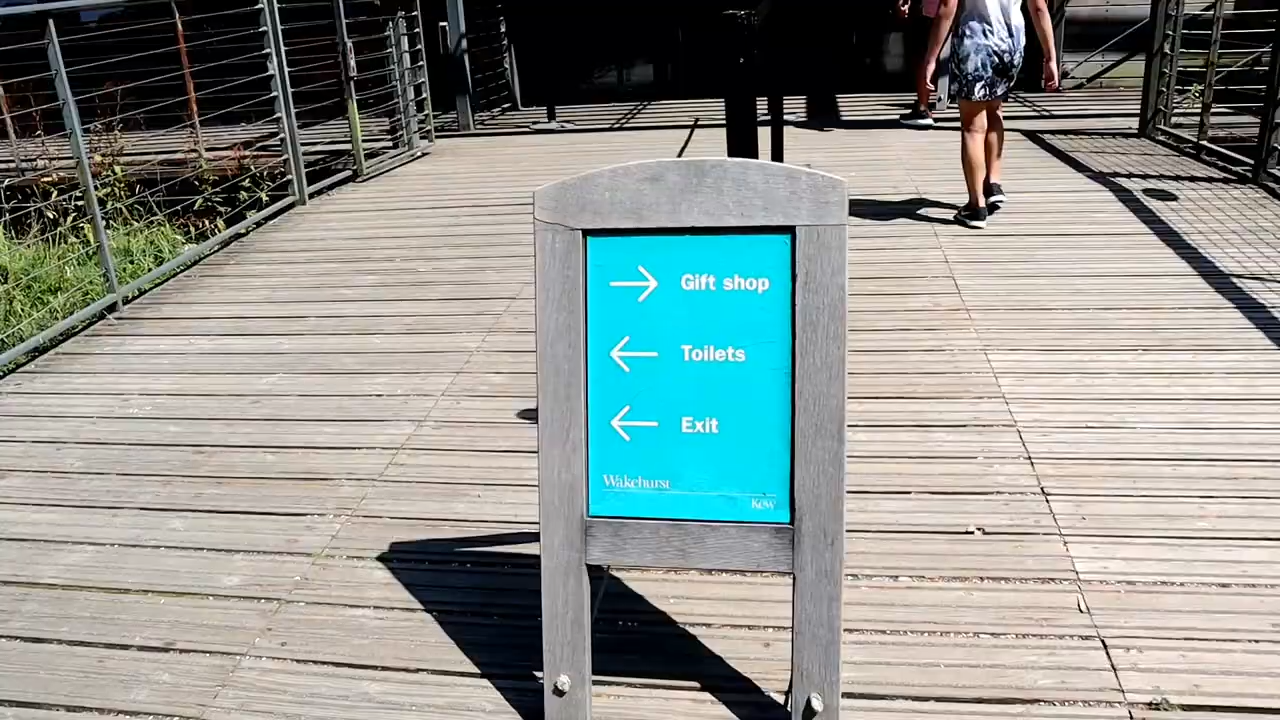 → Gift shop
← Toilets
← Exit
Wakehurst
Kew